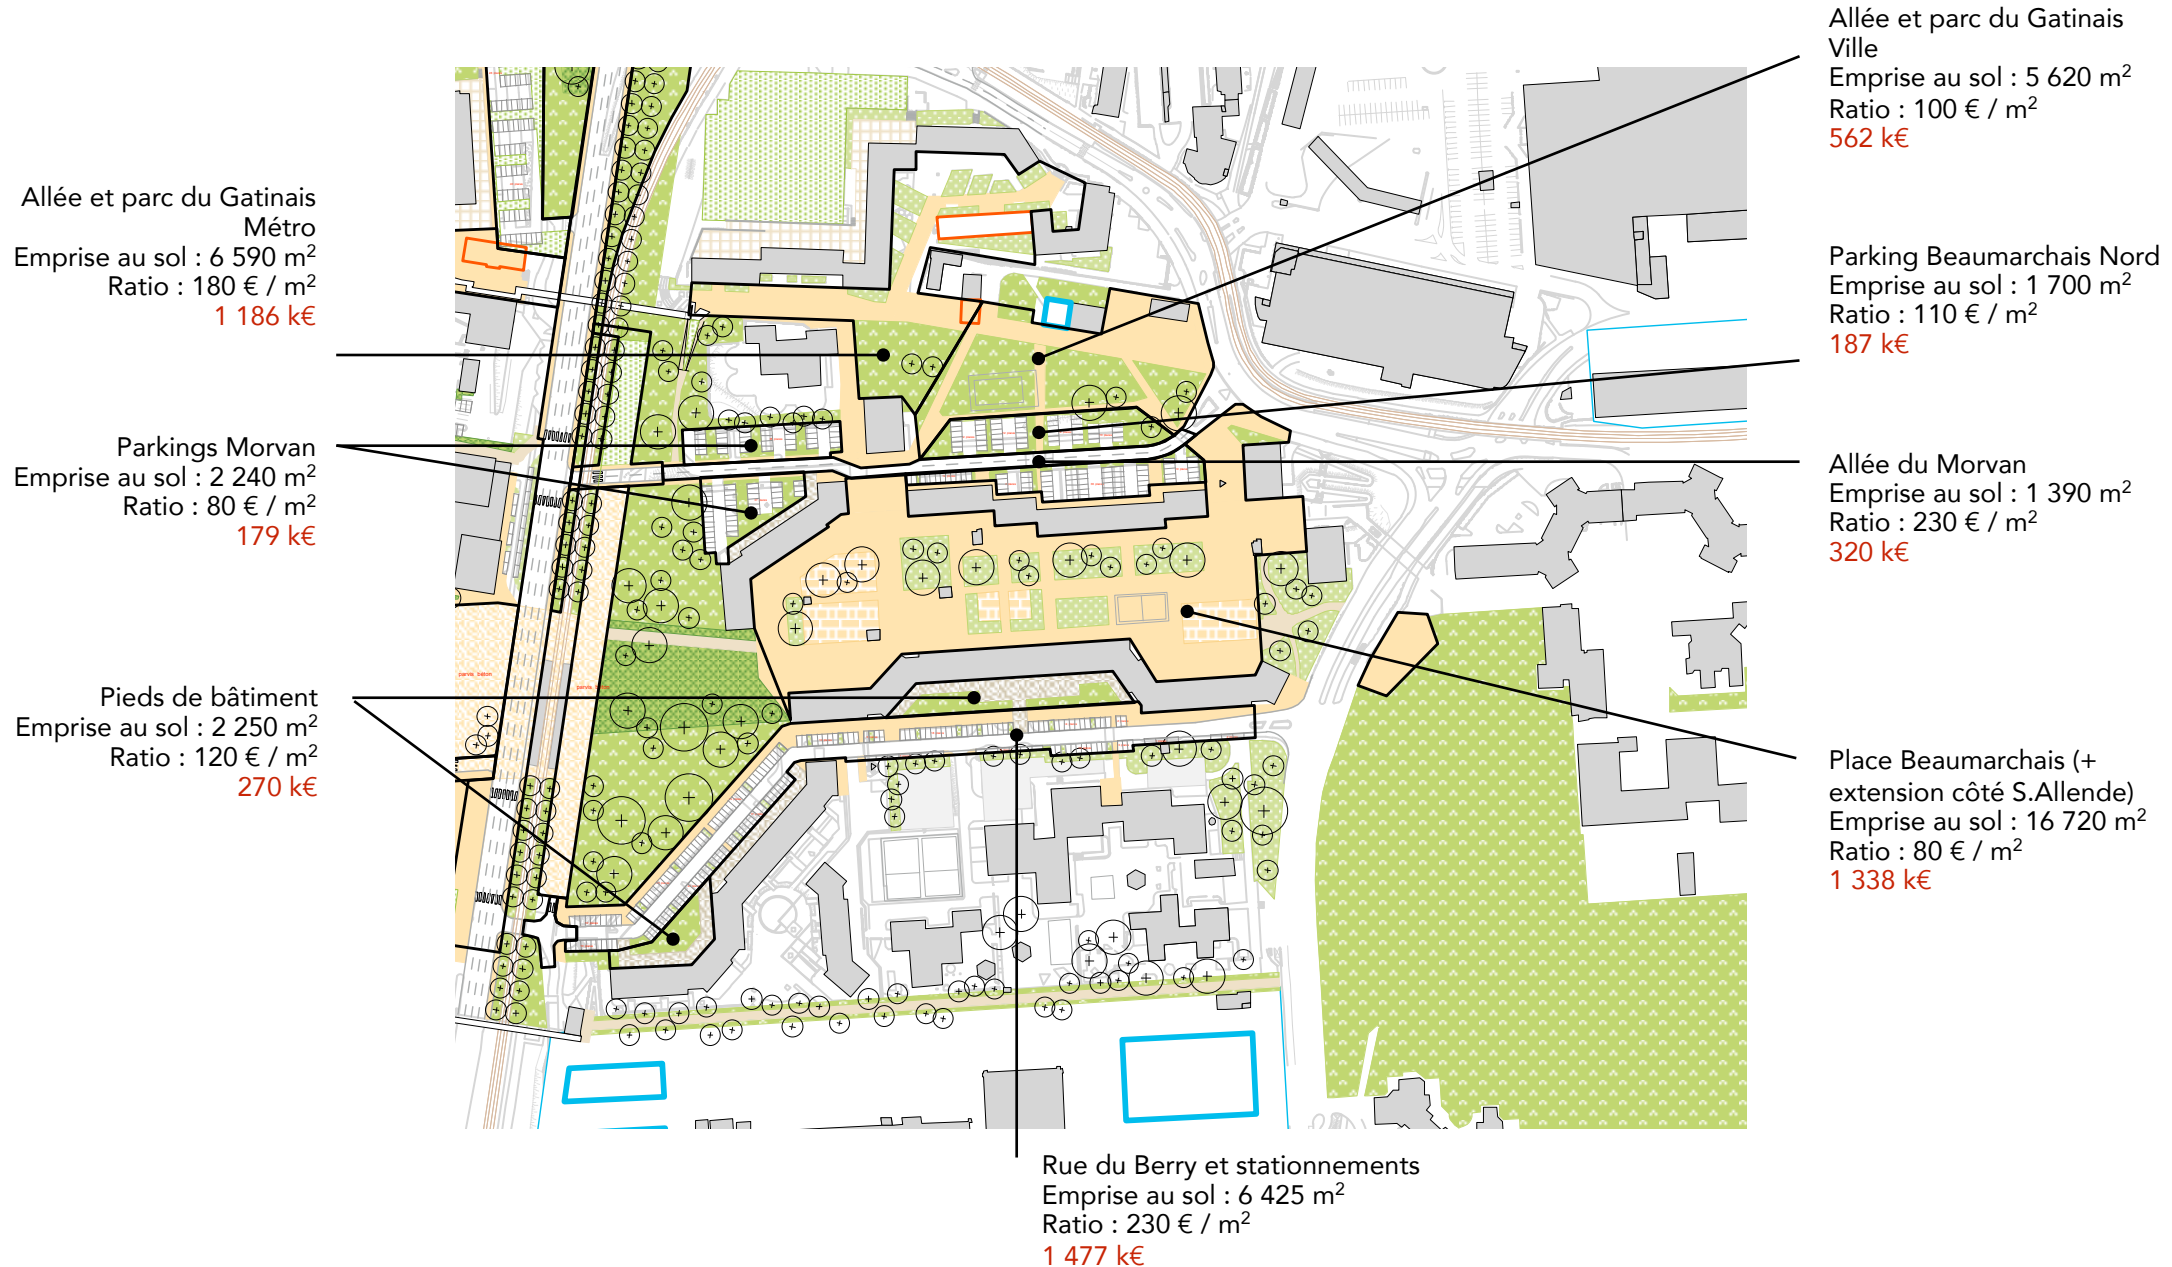 Allée et parc du Gatinais
Métro
Emprise au sol : 6 590 m²
Ratio : 180 € / m²
1 186 k€
Parkings Morvan
Emprise au sol : 2 240 m²
Ratio : 80 € / m²
179 k€
Pieds de bâtiment
Emprise au sol : 2 250 m²
Ratio : 120 € / m²
270 k€
Allée et parc du Gatinais
Ville
Emprise au sol : 5 620 m²
Ratio : 100 € / m²
562 k€
Parking Beaumarchais Nord
Emprise au sol : 1 700 m²
Ratio : 110 € / m²
187 k€
Allée du Morvan
Emprise au sol : 1 390 m²
Ratio : 230 € / m²
320 k€
Place Beaumarchais (+
extension côté S.Allende)
Emprise au sol : 16 720 m²
Ratio : 80 € / m²
1 338 k€
Rue du Berry et stationnements
Emprise au sol : 6 425 m²
Ratio : 230 € / m²
1 477 k€
parvis béton
parvis